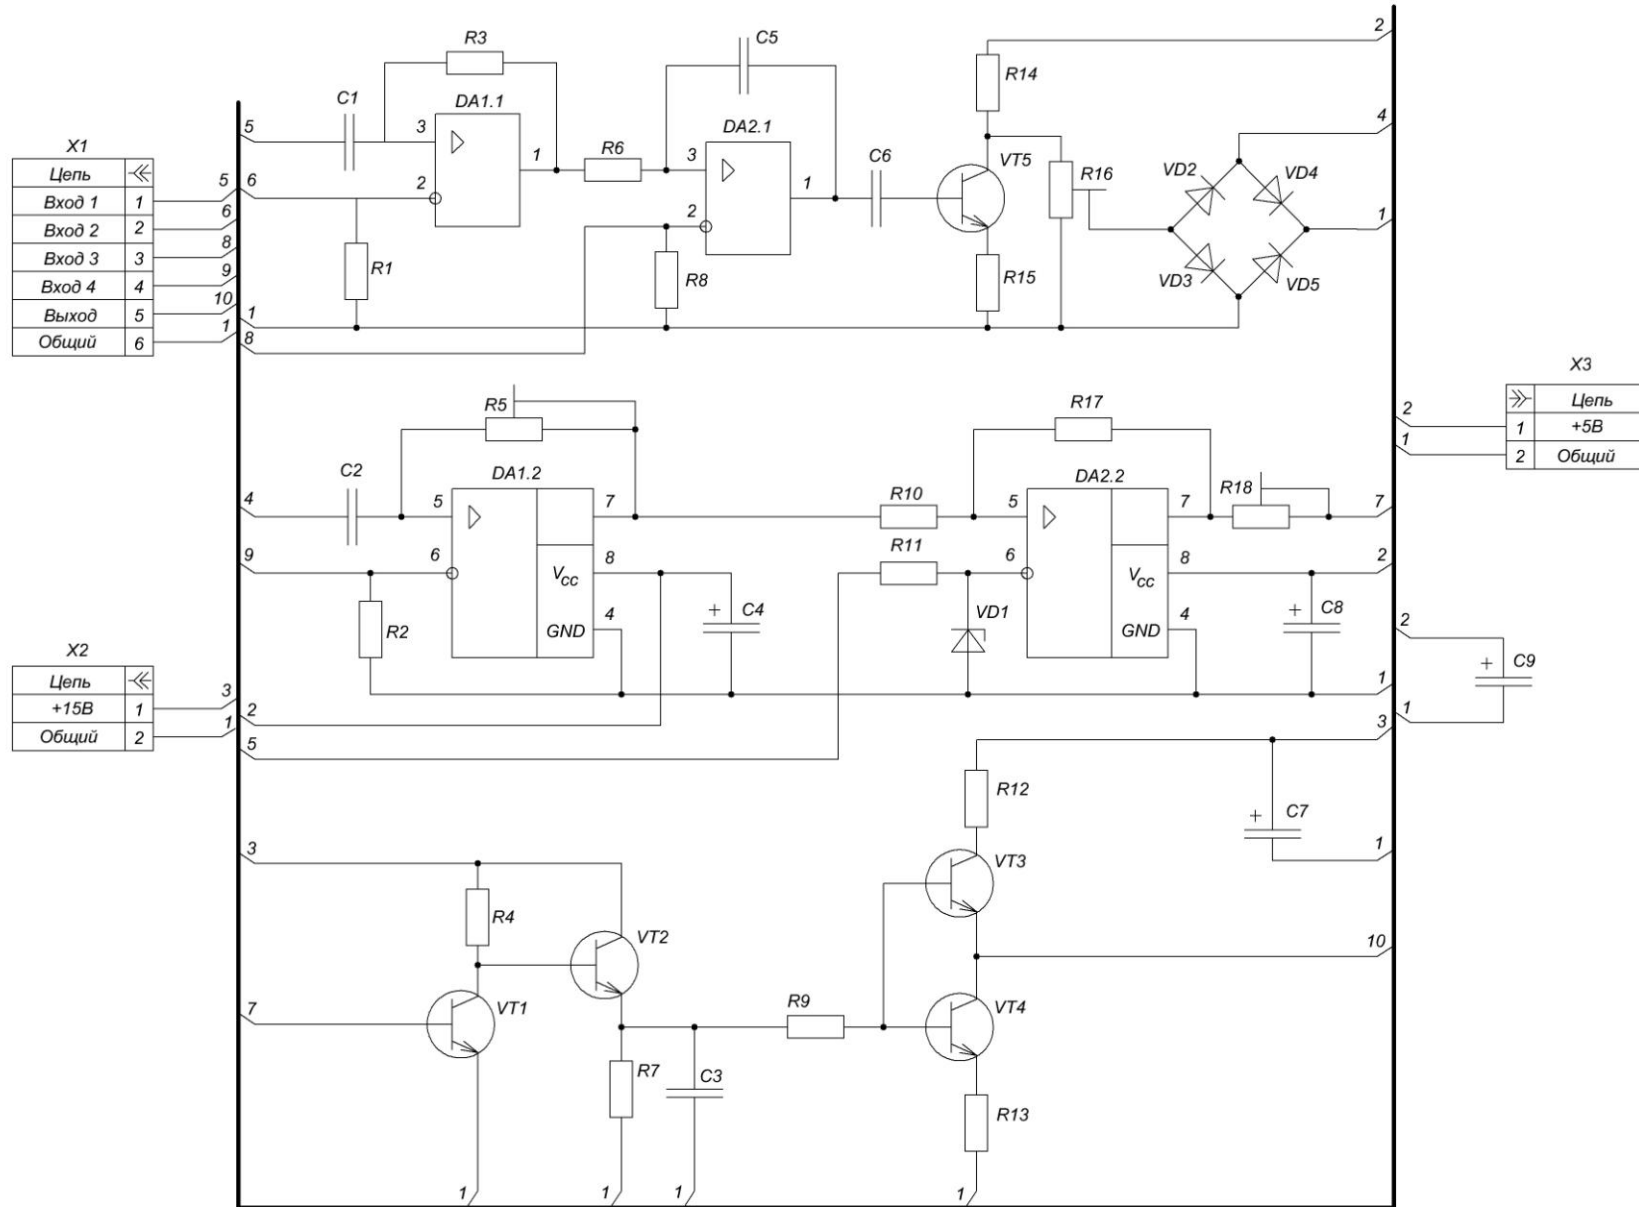 R3
C5
2
R14
C1
DA1.1
DA2.1
4
5
3
X1
1
R6
3
C6
VT5
VD2
VD4
Цепь
5 6
2
1
R16
Вход 1 1
6
2
1
Вход 2 2
8
R1
R8
R15
VD3
VD5
Вход 3 3
9
Вход 4 4
10
Выход 5
1
1
Общий 6
8
X3
R5
R17
2
Цепь
1 +5В
1
2 Общий
C2
DA1.2
DA2.2
4
5
7
R10
5
7
R18
7
9
6
8
R11
6
8
2
Vcc
Vcc
R2
4
+ C4
VD1
4
+ C8
2
GND
GND
X2
+ C9
Цепь
3
1
+15В 1
2
1
Общий 2
1
3
5
R12
C7
+
3
1
VT3
R4
VT2
10
7
VT1
R9
VT4
R7
C3
R13
1
1
1
1